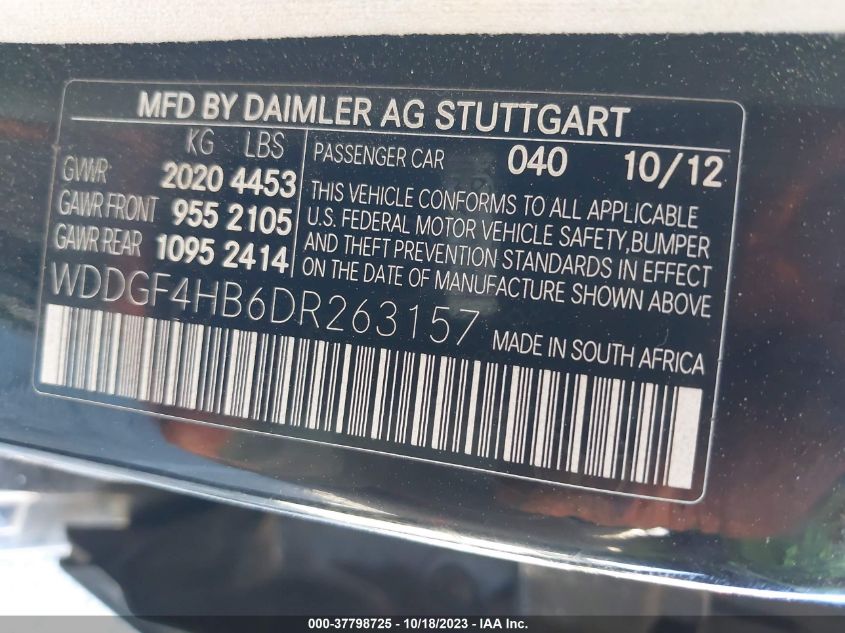 MFD BY DAIMLER AG STUTTGART
KG LBS
GVWR 2020 4453
GAWR FRONT 955 2105
GAWR REAR 1095 2414
PASSENGER CAR 040 10/12
THIS VEHICLE CONFORMS TO ALL APPLICABLE
U.S. FEDERAL MOTOR VEHICLE SAFETY,BUMPER
AND THEFT PREVENTION STANDARDS IN EFFECT
ON THE DATE OF MANUFACTURE SHOWN ABOVE.
WDDGF4HB6DR263157
MADE IN SOUTH AFRICA
000-37798725 - 10/18/2023 - IAA Inc.